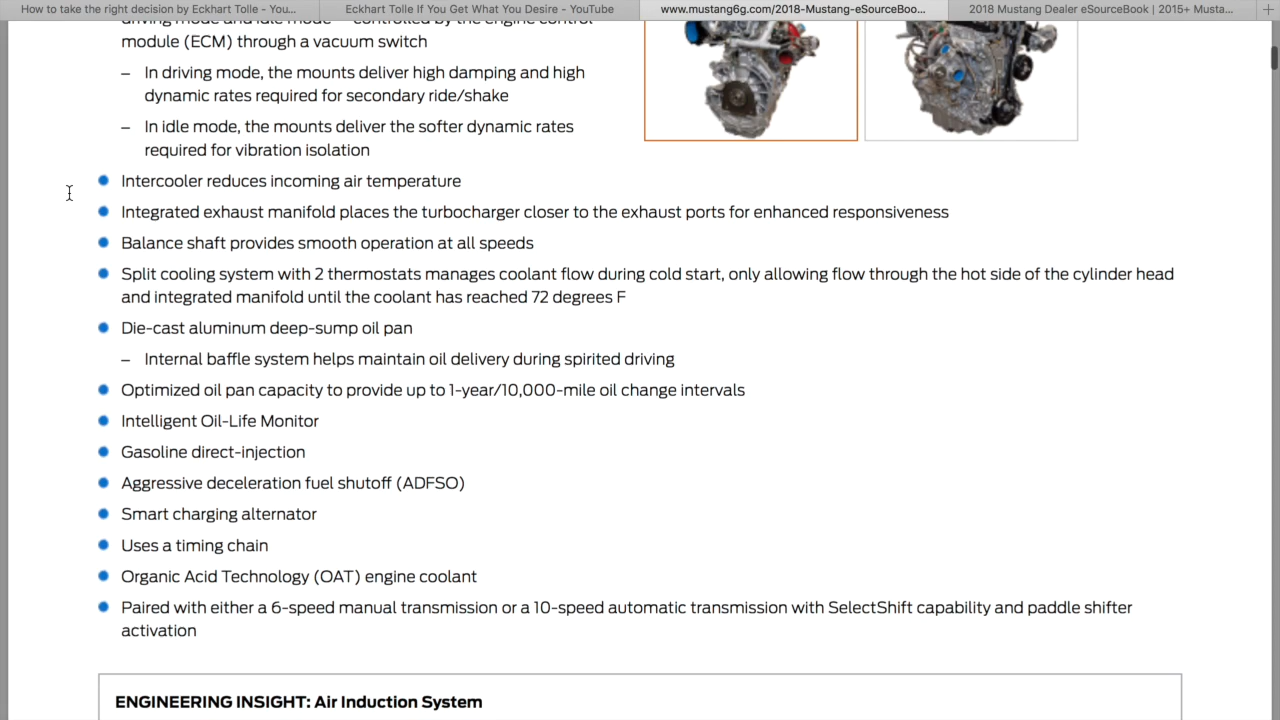 How to take the right decision by Eckhart Tolle - You...
Eckhart Tolle If You Get What You Desire - YouTube
www.mustang6g.com/2018-Mustang-eSourceBoo...
2018 Mustang Dealer eSourceBook | 2015+ Musta...
driving mode and idle mode — controlled by the engine control
module (ECM) through a vacuum switch
– In driving mode, the mounts deliver high damping and high
dynamic rates required for secondary ride/shake
– In idle mode, the mounts deliver the softer dynamic rates
required for vibration isolation
Intercooler reduces incoming air temperature
Integrated exhaust manifold places the turbocharger closer to the exhaust ports for enhanced responsiveness
Balance shaft provides smooth operation at all speeds
Split cooling system with 2 thermostats manages coolant flow during cold start, only allowing flow through the hot side of the cylinder head
and integrated manifold until the coolant has reached 72 degrees F
Die-cast aluminum deep-sump oil pan
– Internal baffle system helps maintain oil delivery during spirited driving
Optimized oil pan capacity to provide up to 1-year/10,000-mile oil change intervals
Intelligent Oil-Life Monitor
Gasoline direct-injection
Aggressive deceleration fuel shutoff (ADFSO)
Smart charging alternator
Uses a timing chain
Organic Acid Technology (OAT) engine coolant
Paired with either a 6-speed manual transmission or a 10-speed automatic transmission with SelectShift capability and paddle shifter
activation
ENGINEERING INSIGHT: Air Induction System